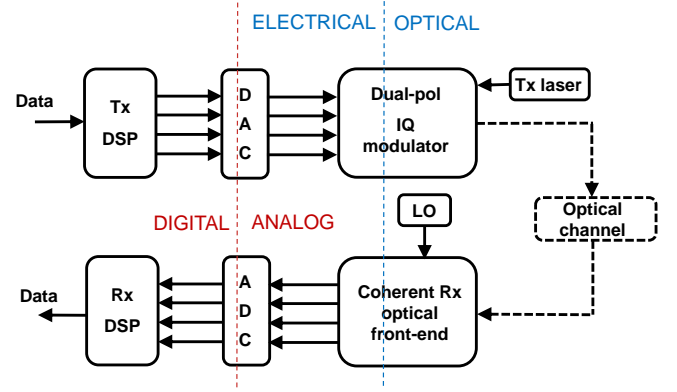 ELECTRICAL OPTICAL
Data
Tx
DSP
D
A
C
Dual-pol
IQ
modulator
Tx laser
Optical
channel
DIGITAL ANALOG
LO
Data
Rx
DSP
A
D
C
Coherent Rx
optical
front-end